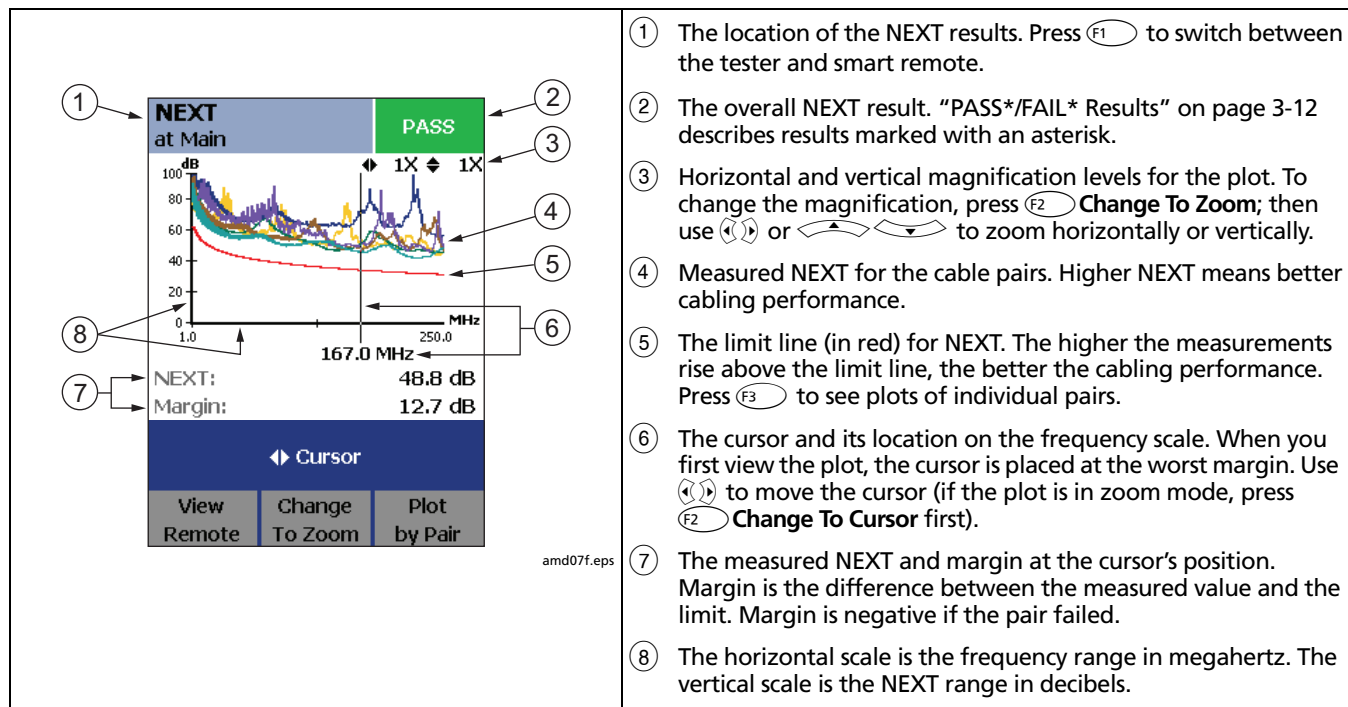 1
NEXT
at Main
PASS
2
3
dB
1X 1X
100
80
60
40
20
0
4
5
6
8
MHz
1.0
250.0
167.0 MHz
7
NEXT: 48.8 dB
Margin: 12.7 dB
Cursor
View
Remote
Change
To Zoom
Plot
by Pair
amd07f.eps
1 The location of the NEXT results. Press F1 to switch between
the tester and smart remote.
2 The overall NEXT result. “PASS*/FAIL* Results” on page 3-12
describes results marked with an asterisk.
3 Horizontal and vertical magnification levels for the plot. To
change the magnification, press F2 Change To Zoom; then
use or to zoom horizontally or vertically.
4 Measured NEXT for the cable pairs. Higher NEXT means better
cabling performance.
5 The limit line (in red) for NEXT. The higher the measurements
rise above the limit line, the better the cabling performance.
Press F3 to see plots of individual pairs.
6 The cursor and its location on the frequency scale. When you
first view the plot, the cursor is placed at the worst margin. Use
to move the cursor (if the plot is in zoom mode, press
F2 Change To Cursor first).
7 The measured NEXT and margin at the cursor’s position.
Margin is the difference between the measured value and the
limit. Margin is negative if the pair failed.
8 The horizontal scale is the frequency range in megahertz. The
vertical scale is the NEXT range in decibels.